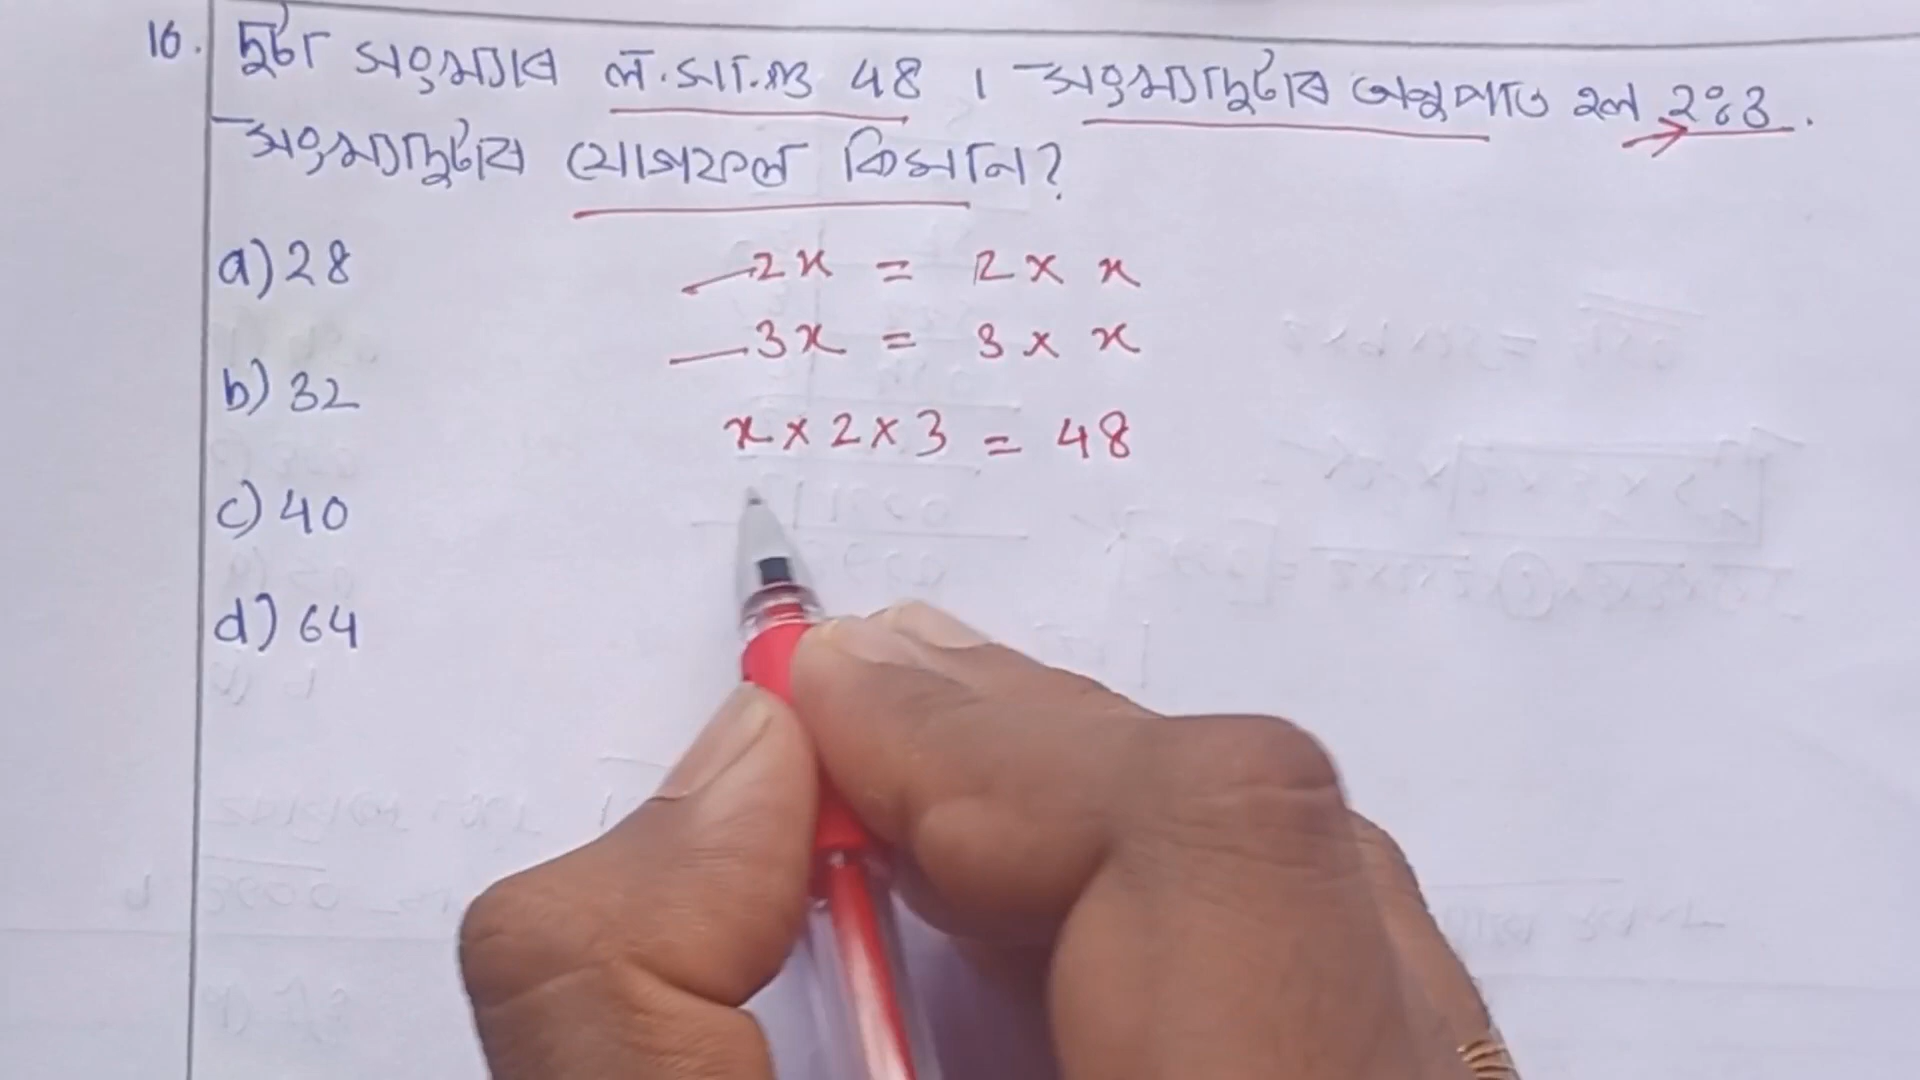 16. দুটা সংখ্যাৰ ল.সা.গু 48 । সংখ্যাদুটাৰ অনুপাত হল 2:3.
সংখ্যাদুটাৰ যোগফল কিমান?
a) 28
2x = 2 × x
3x = 3 × x
b) 32
x × 2 × 3 = 48
c) 40
d) 64